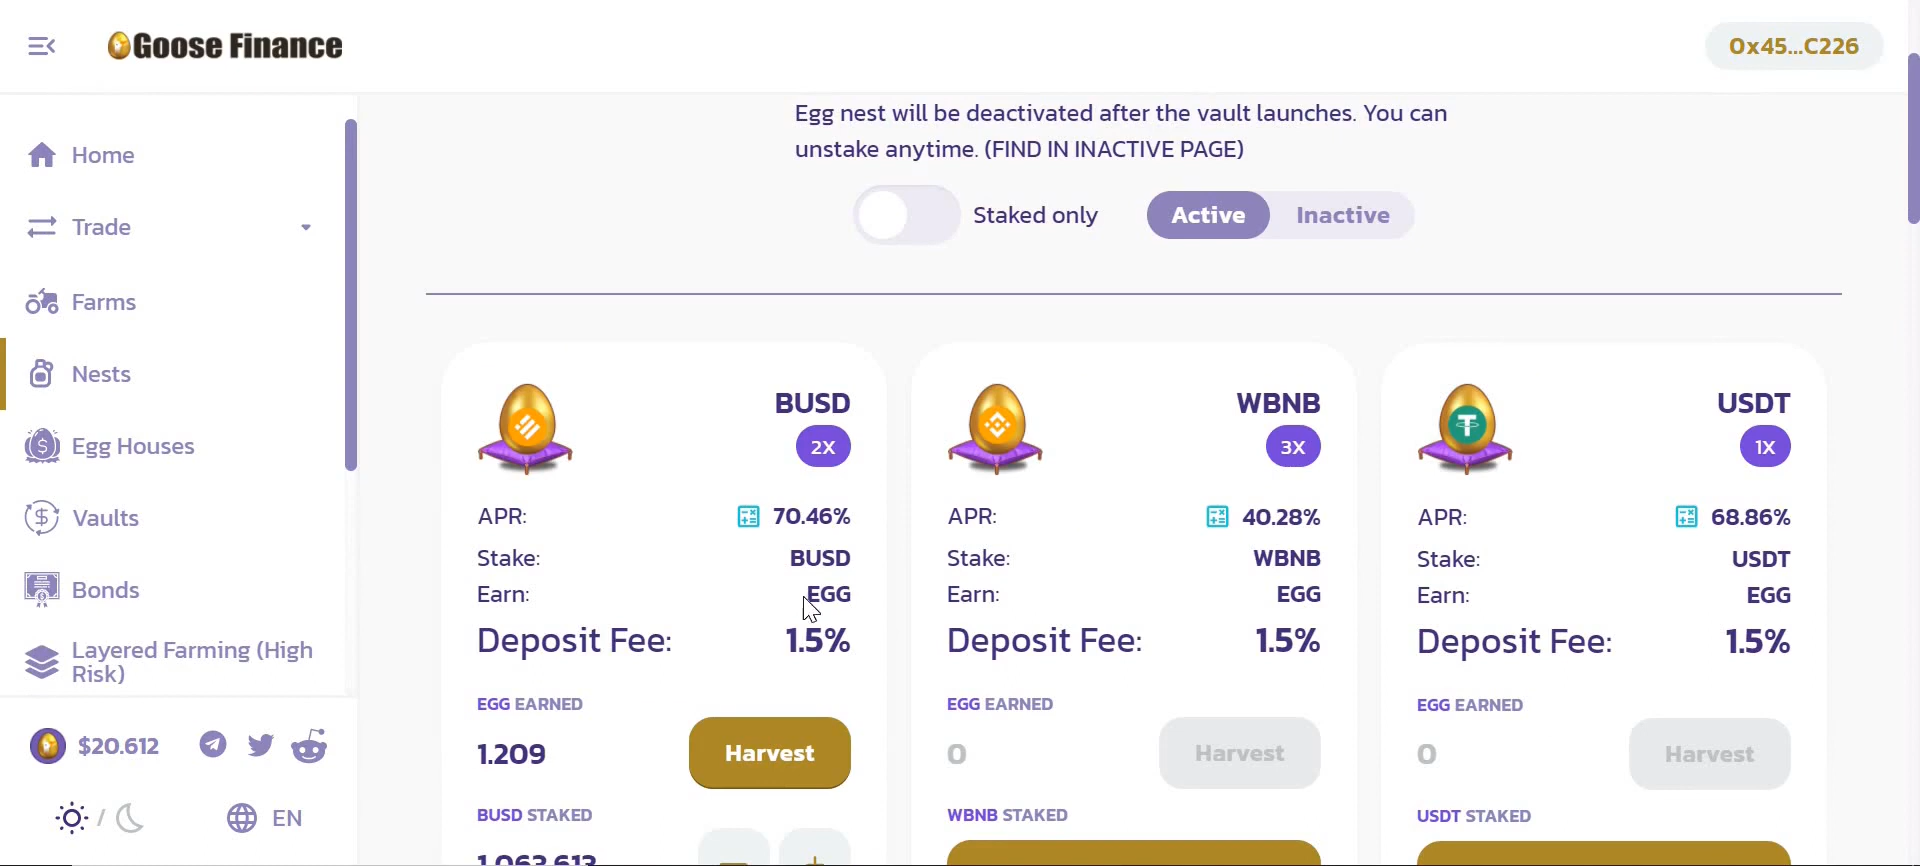 Goose Finance
0x45...C226
Home
Trade
Farms
Nests
Egg Houses
Vaults
Bonds
Layered Farming (High
Risk)
$20.612
/
EN
Egg nest will be deactivated after the vault launches. You can
unstake anytime. (FIND IN INACTIVE PAGE)
Staked only
Active Inactive
BUSD
2X
APR: 70.46%
Stake: BUSD
Earn: EGG
Deposit Fee: 1.5%
EGG EARNED
1.209 Harvest
BUSD STAKED
WBNB
3X
APR: 40.28%
Stake: WBNB
Earn: EGG
Deposit Fee: 1.5%
EGG EARNED
0 Harvest
WBNB STAKED
USDT
1X
APR: 68.86%
Stake: USDT
Earn: EGG
Deposit Fee: 1.5%
EGG EARNED
0 Harvest
USDT STAKED